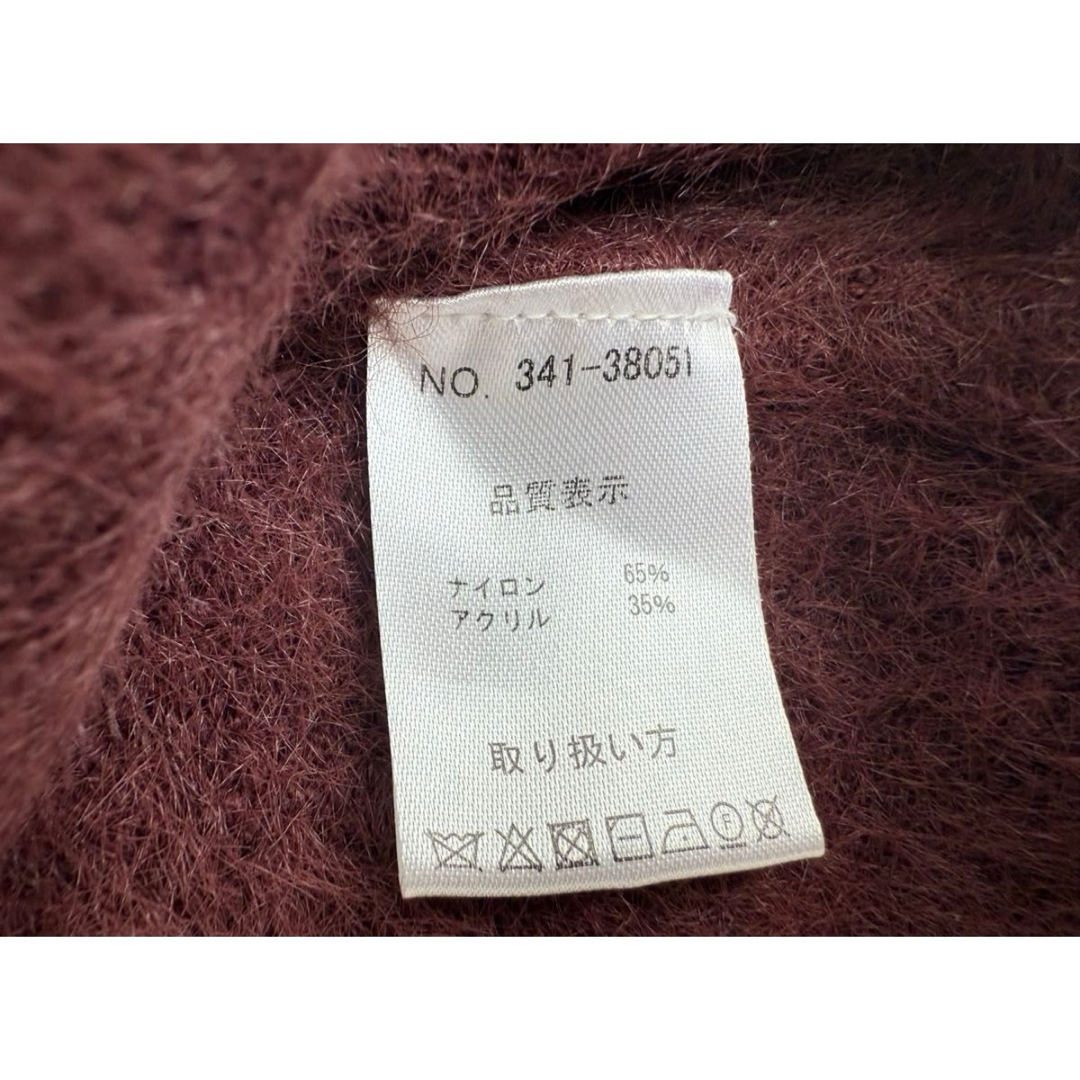 NO. 341-38051
品質表示
ナイロン 65%
アクリル 35%
取り扱い方
F